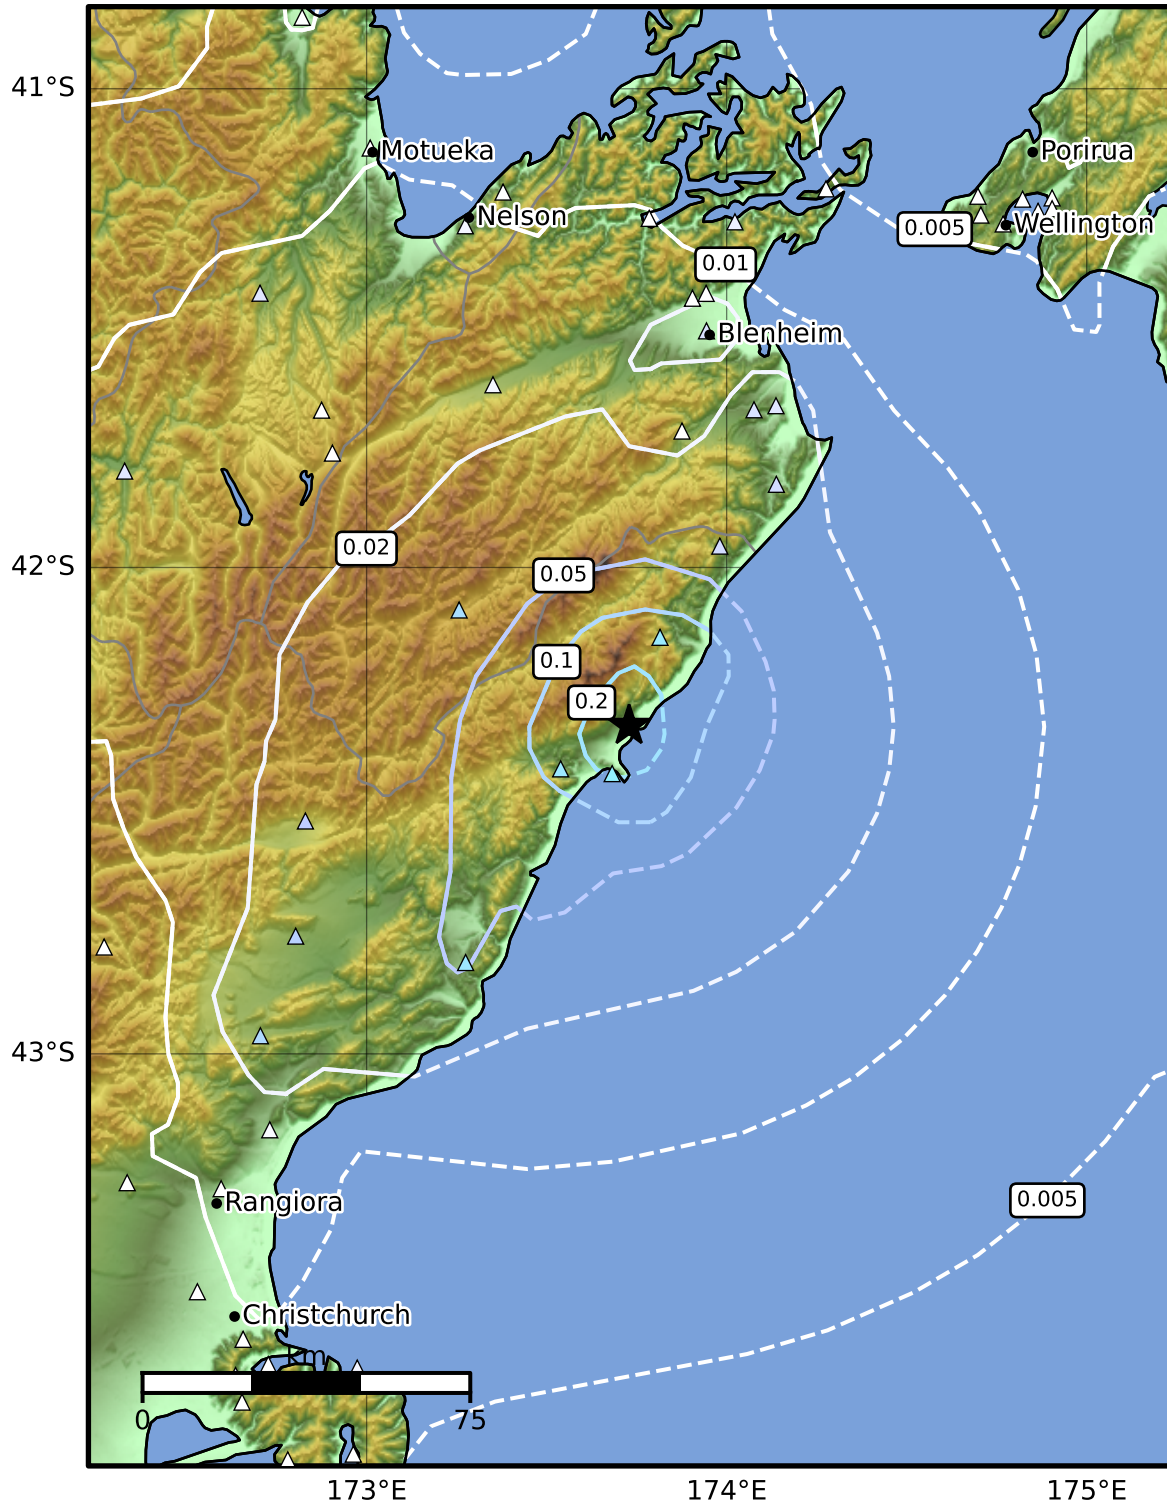 41°S
Motueka
Porirua
Nelson
Wellington
0.005
0.01
Blenheim
0.02
42°S
0.05
0.1
0.2
43°S
Rangiora
0.005
Christchurch
km
0
75
173°E
174°E
175°E